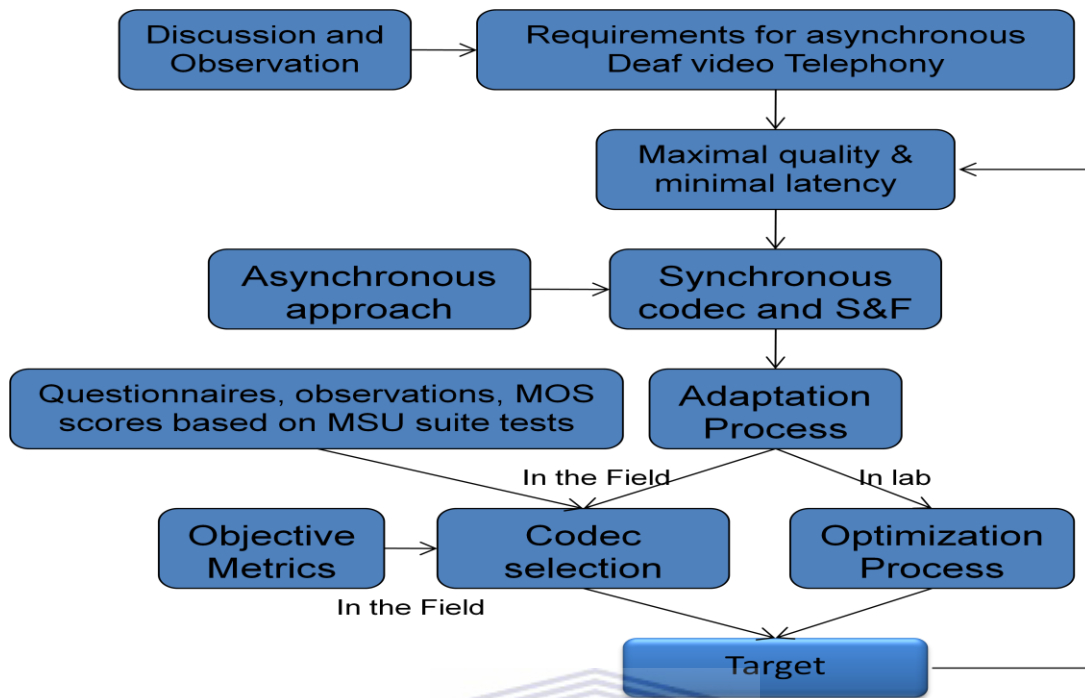 Discussion and
Observation
Requirements for asynchronous
Deaf video Telephony
Maximal quality &
minimal latency
Asynchronous
approach
Synchronous
codec and S&F
Questionnaires, observations, MOS
scores based on MSU suite tests
Adaptation
Process
In the Field
In lab
Objective
Metrics
Codec
selection
Optimization
Process
In the Field
Target